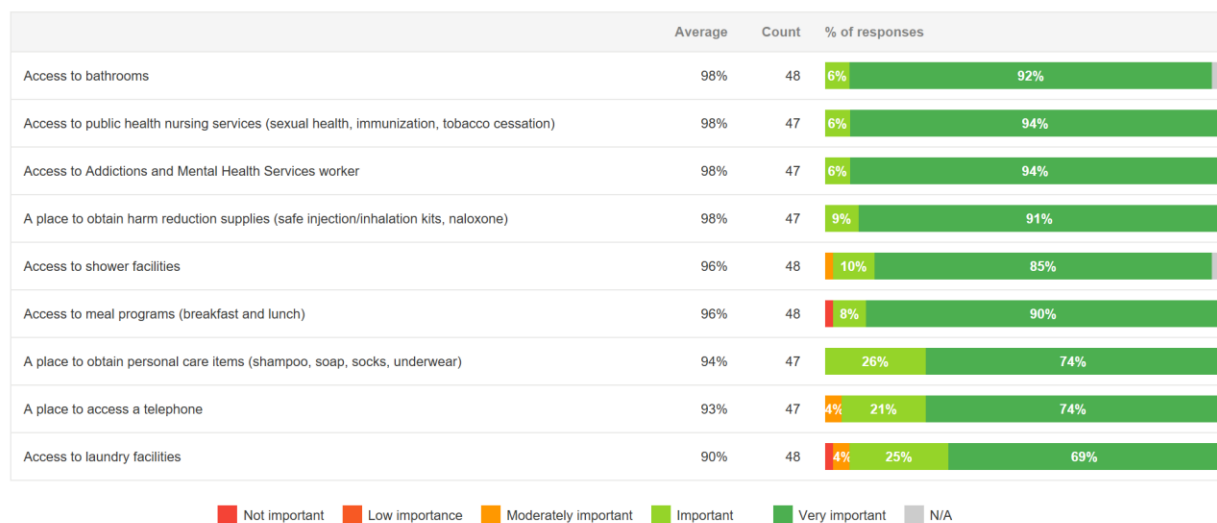 Average Count % of responses
Access to bathrooms 98% 48 6% 92%
Access to public health nursing services (sexual health, immunization, tobacco cessation) 98% 47 6% 94%
Access to Addictions and Mental Health Services worker 98% 47 6% 94%
A place to obtain harm reduction supplies (safe injection/inhalation kits, naloxone) 98% 47 9% 91%
Access to shower facilities 96% 48 10% 85%
Access to meal programs (breakfast and lunch) 96% 48 8% 90%
A place to obtain personal care items (shampoo, soap, socks, underwear) 94% 47 26% 74%
A place to access a telephone 93% 47 4% 21% 74%
Access to laundry facilities 90% 48 4% 25% 69%
Not important Low importance Moderately important Important Very important N/A